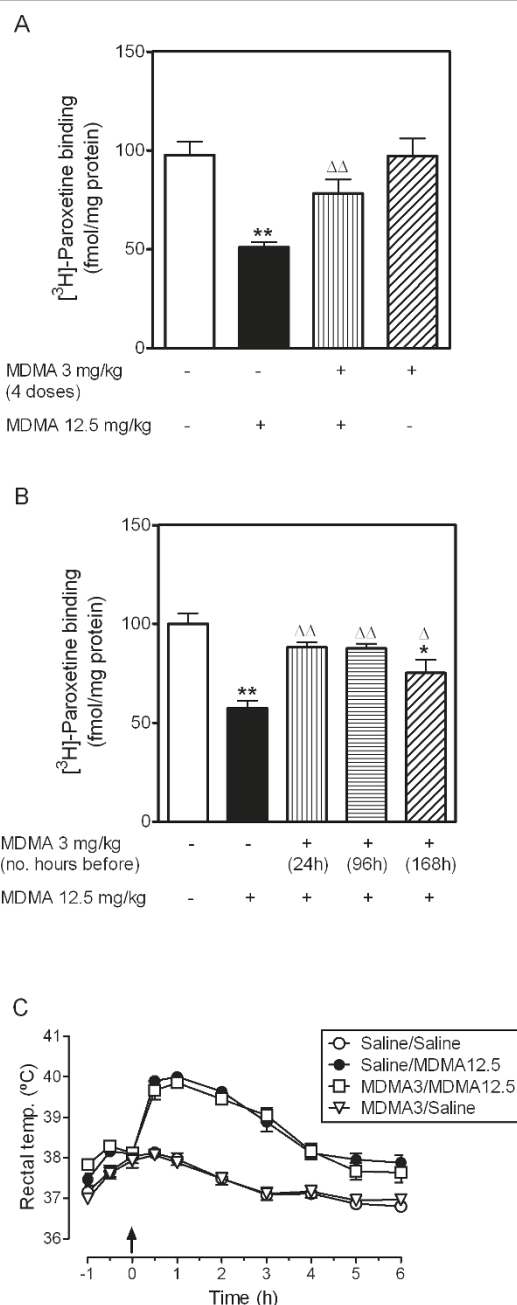 A
[³H]-Paroxetine binding
(fmol/mg protein)
150
100
50
0
**
ΔΔ
MDMA 3 mg/kg - - + +
(4 doses)
MDMA 12.5 mg/kg - + + -
B
[³H]-Paroxetine binding
(fmol/mg protein)
150
100
50
0
**
ΔΔ
ΔΔ
Δ
*
MDMA 3 mg/kg - - + + +
(no. hours before) (24h) (96h) (168h)
MDMA 12.5 mg/kg - + + + +
C
Rectal temp. (ºC)
41
40
39
38
37
36
Saline/Saline
Saline/MDMA12.5
MDMA3/MDMA12.5
MDMA3/Saline
-1 0 1 2 3 4 5 6
Time (h)